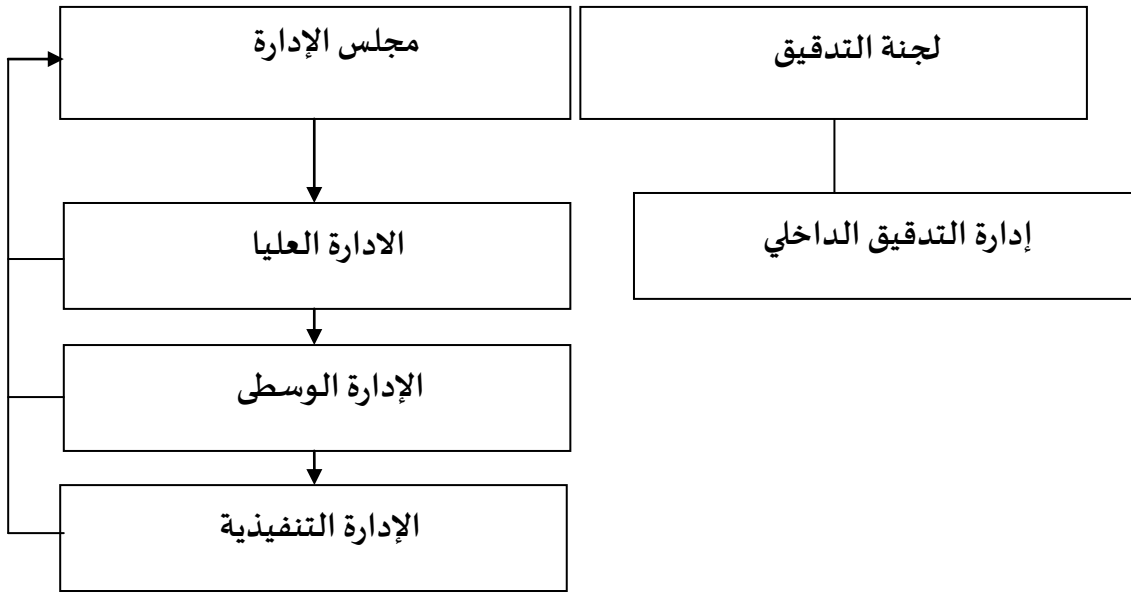 لجنة التدقيق
مجلس الإدارة
إدارة التدقيق الداخلي
الادارة العليا
الإدارة الوسطى
الإدارة التنفيذية